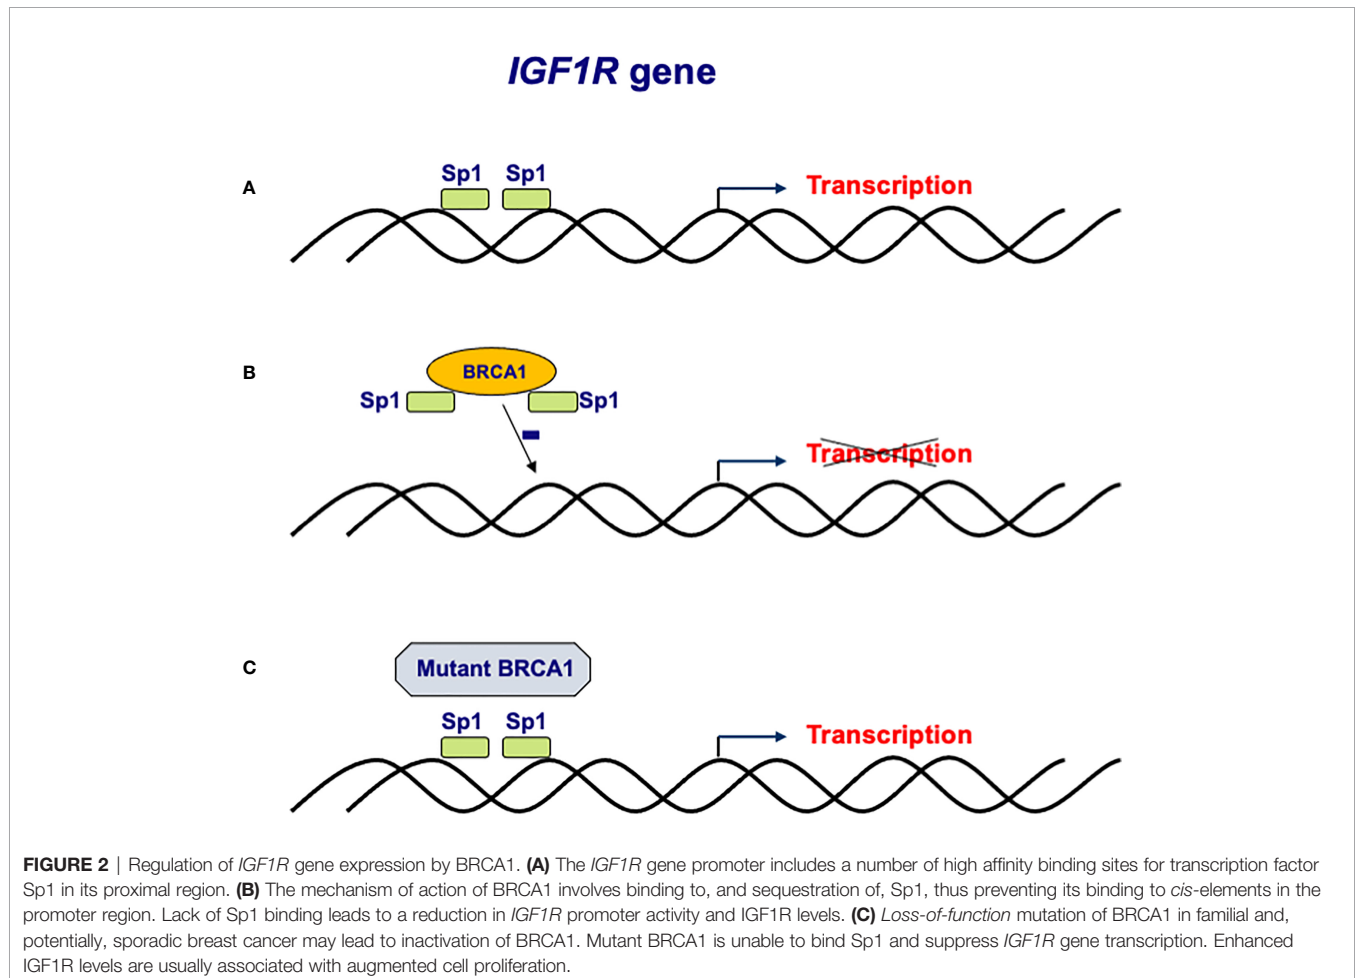 IGF1R gene
A
Sp1 Sp1
Transcription
B
BRCA1
Sp1 Sp1
Transcription
C
Mutant BRCA1
Sp1 Sp1
Transcription
FIGURE 2 | Regulation of IGF1R gene expression by BRCA1. (A) The IGF1R gene promoter includes a number of high affinity binding sites for transcription factor
Sp1 in its proximal region. (B) The mechanism of action of BRCA1 involves binding to, and sequestration of, Sp1, thus preventing its binding to cis-elements in the
promoter region. Lack of Sp1 binding leads to a reduction in IGF1R promoter activity and IGF1R levels. (C) Loss-of-function mutation of BRCA1 in familial and,
potentially, sporadic breast cancer may lead to inactivation of BRCA1. Mutant BRCA1 is unable to bind Sp1 and suppress IGF1R gene transcription. Enhanced
IGF1R levels are usually associated with augmented cell proliferation.